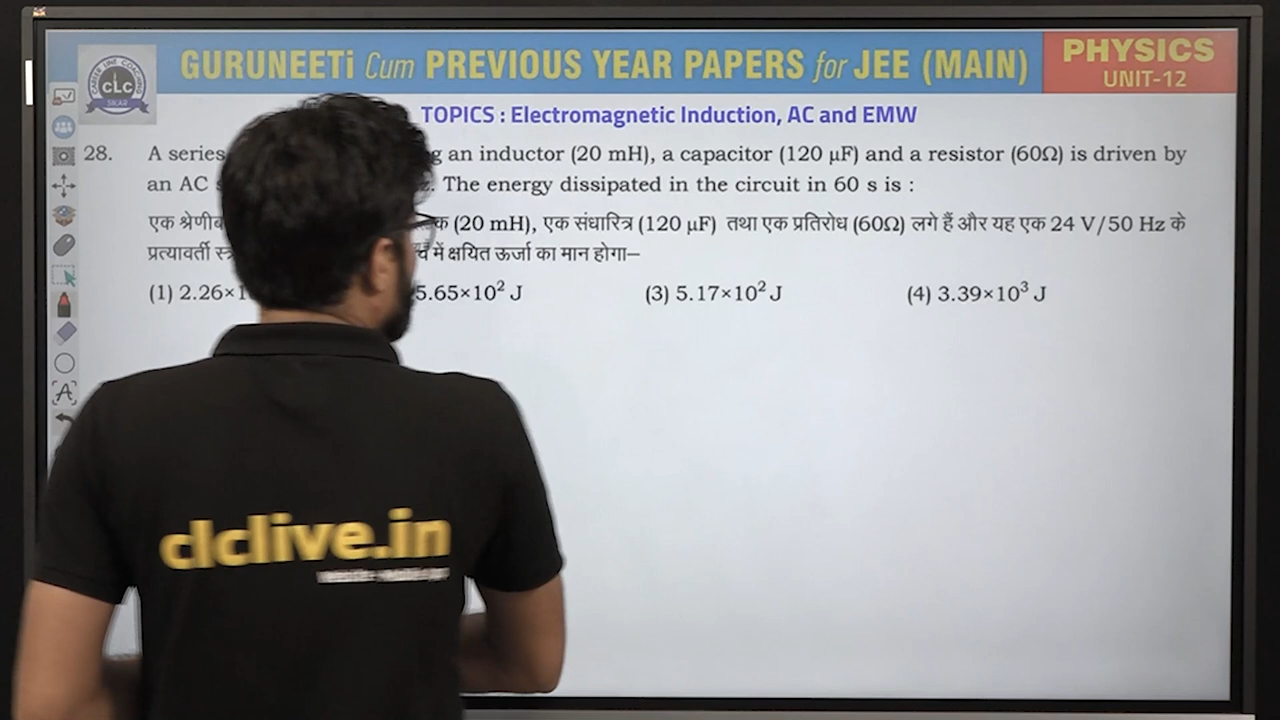 GURUNEETi Cum PREVIOUS YEAR PAPERS for JEE (MAIN)
PHYSICS
UNIT-12
CLC
SIKAR
TOPICS : Electromagnetic Induction, AC and EMW
28. A series g an inductor (20 mH), a capacitor (120 μF) and a resistor (60Ω) is driven by
an AC z. The energy dissipated in the circuit in 60 s is :
एक (20 mH), एक संधारित्र (120 μF) तथा एक प्रतिरोध (60Ω) लगे हैं और यह एक 24 V/50 Hz के
प्रत्यावर्ती में क्षयित ऊर्जा का मान होगा–
(1) 2.26×1 5.65×10² J (3) 5.17×10² J (4) 3.39×10³ J
clclive.in